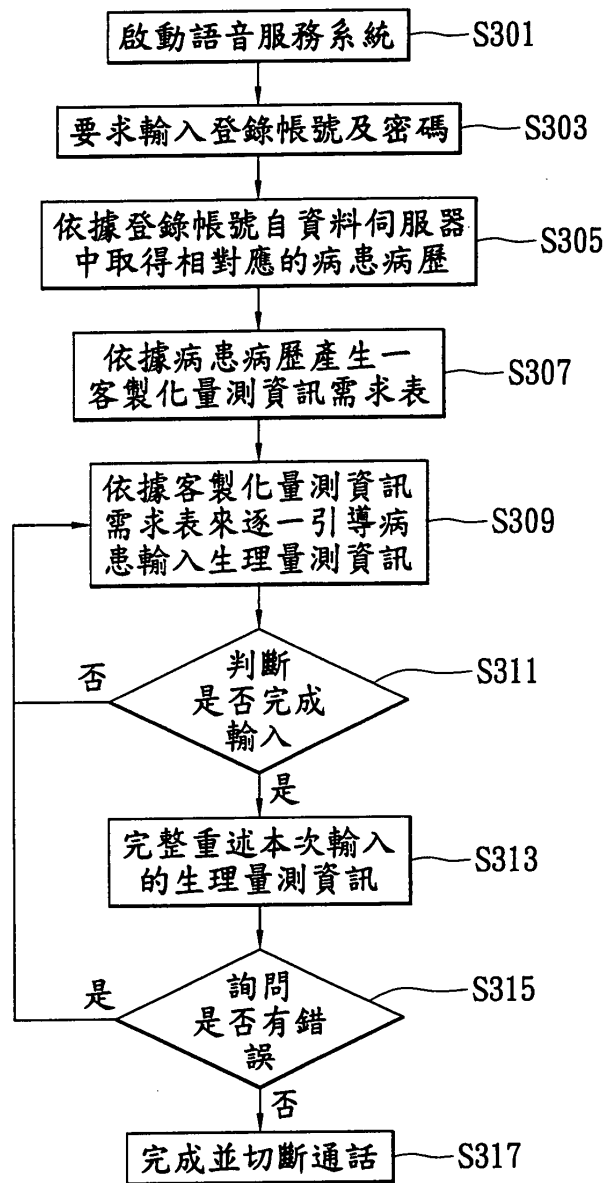 啟動語音服務系統
S301
要求輸入登錄帳號及密碼
S303
依據登錄帳號自資料伺服器
中取得相對應的病患病歷
S305
依據病患病歷產生一
客製化量測資訊需求表
S307
依據客製化量測資訊
需求表來逐一引導病
患輸入生理量測資訊
S309
判斷
是否完成
輸入
S311
否
是
完整重述本次輸入
的生理量測資訊
S313
詢問
是否有錯
誤
S315
是
否
完成並切斷通話
S317